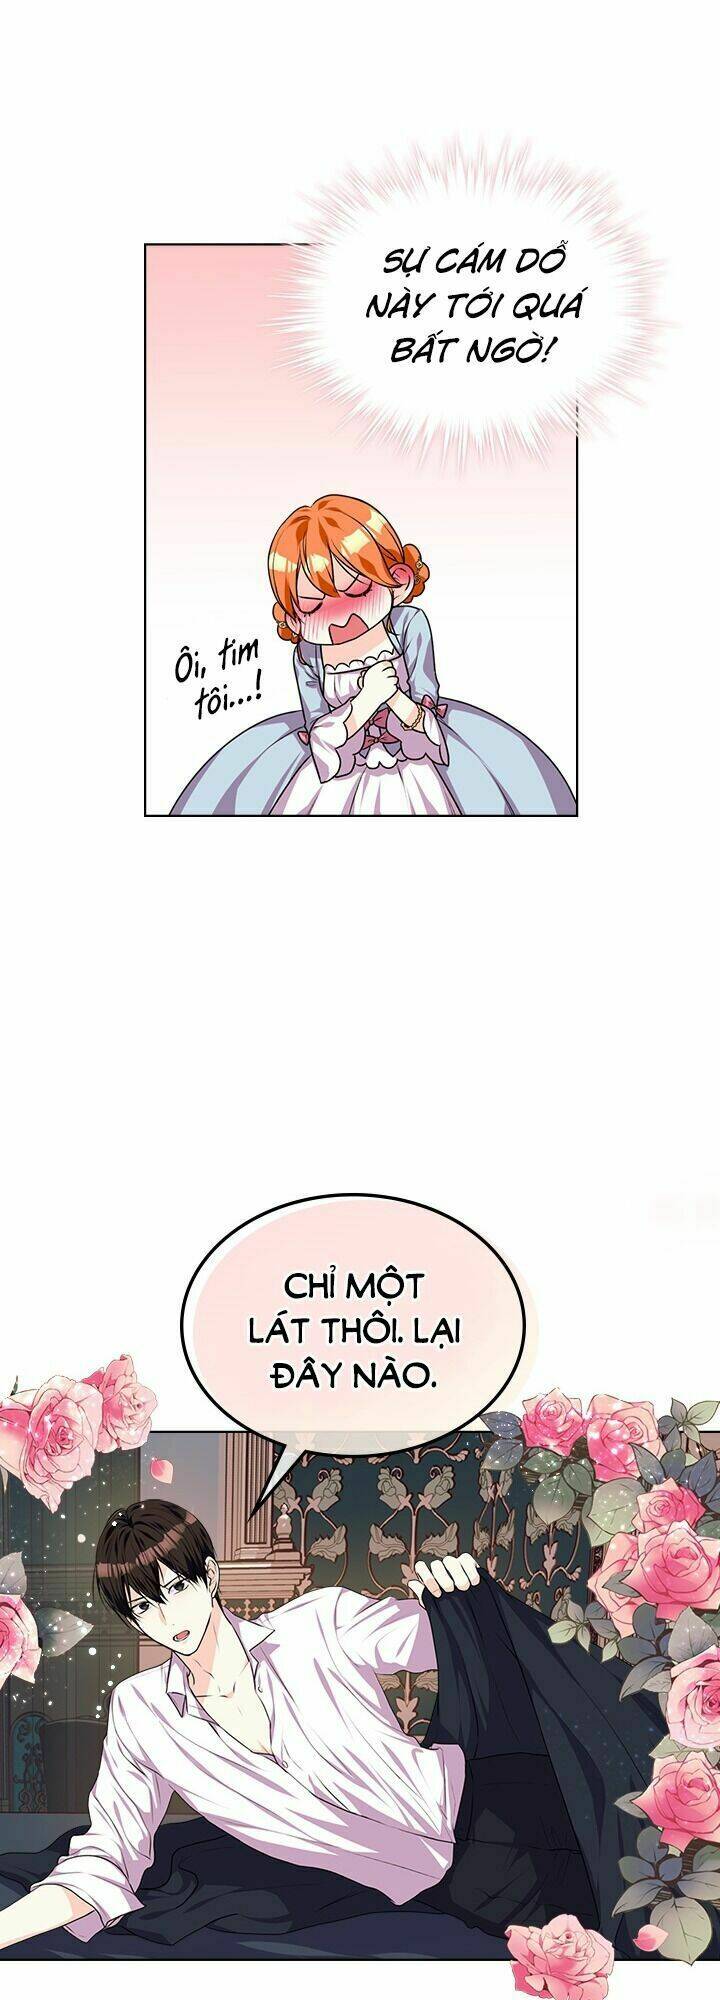 SỰ CÁM DỖ
NÀY TỚI QUÁ
BẤT NGỜ!
Ôi, tim
tôi...!
CHỈ MỘT
LÁT THÔI. LẠI
ĐÂY NÀO.